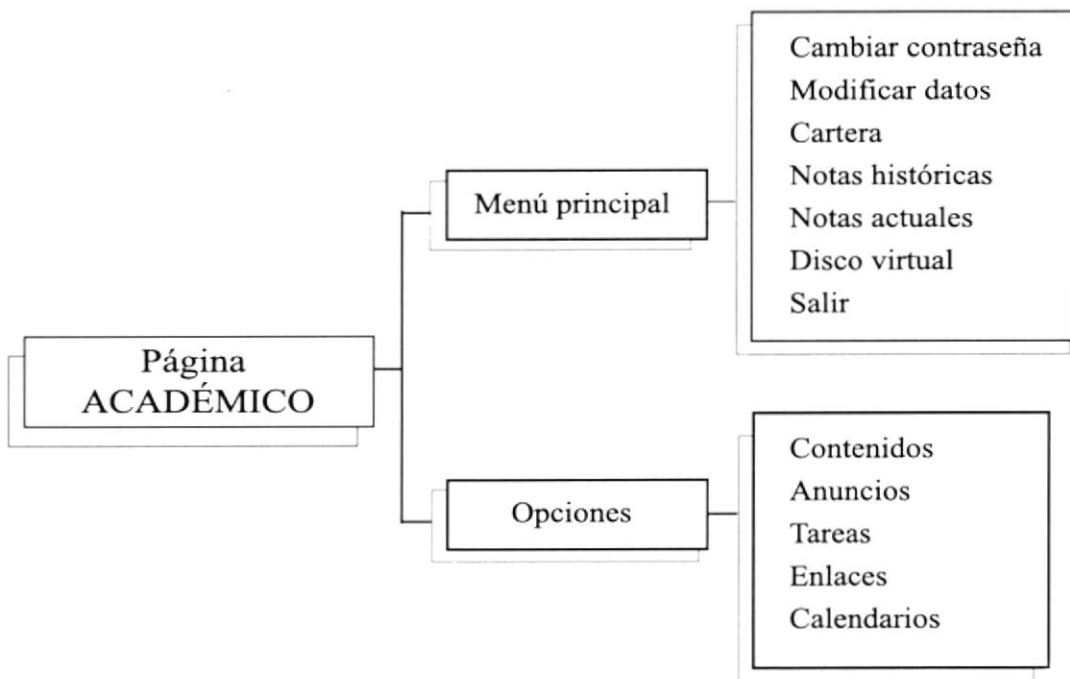 Página
ACADÉMICO
Menú principal
Cambiar contraseña
Modificar datos
Cartera
Notas históricas
Notas actuales
Disco virtual
Salir
Opciones
Contenidos
Anuncios
Tareas
Enlaces
Calendarios